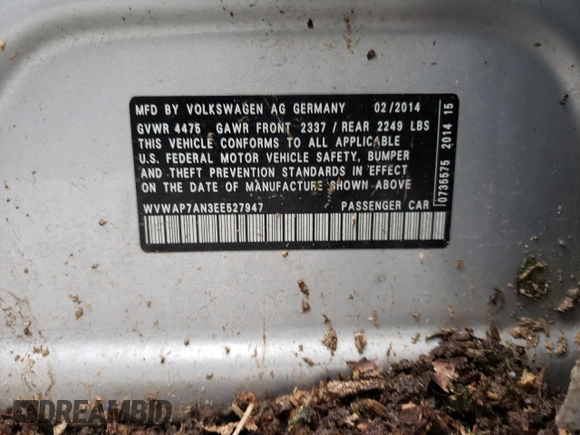 MFD BY VOLKSWAGEN AG GERMANY 02/2014
GVWR 4475 GAWR FRONT 2337 / REAR 2249 LBS
THIS VEHICLE CONFORMS TO ALL APPLICABLE
U.S. FEDERAL MOTOR VEHICLE SAFETY, BUMPER
AND THEFT PREVENTION STANDARDS IN EFFECT
ON THE DATE OF MANUFACTURE SHOWN ABOVE
WVWAP7AN3EE527947 PASSENGER CAR
0735575 2014 15
DREAMBID